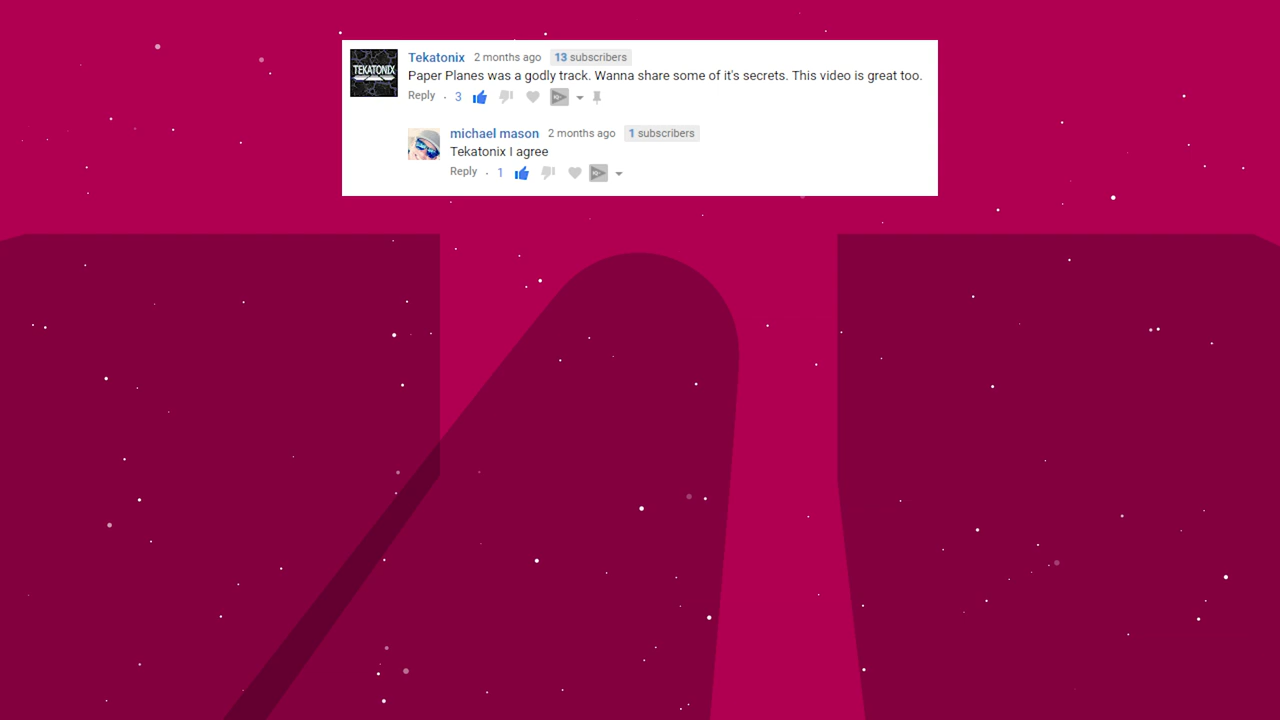 TEKATONIX
Tekatonix 2 months ago 13 subscribers
Paper Planes was a godly track. Wanna share some of it's secrets. This video is great too.
Reply · 3
michael mason 2 months ago 1 subscribers
Tekatonix I agree
Reply · 1